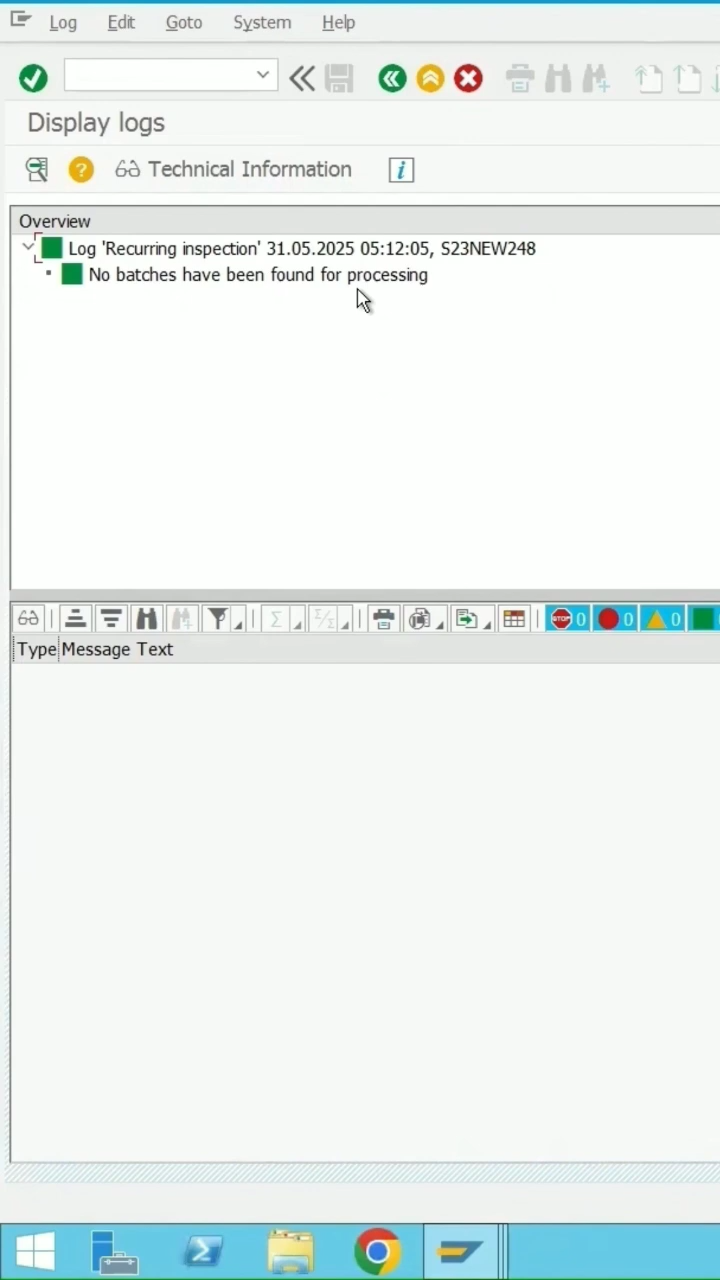 Log Edit Goto System Help
Display logs
Technical Information
Overview
Log 'Recurring inspection' 31.05.2025 05:12:05, S23NEW248
No batches have been found for processing
STOP 0 0 0
Type Message Text